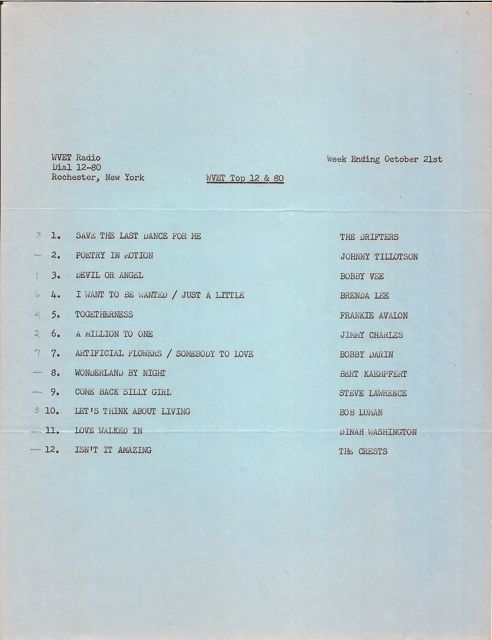 WVET Radio
Week Ending October 21st
Dial 12-80
Rochester, New York
WVET Top 12 & 80
3 1. SAVE THE LAST DANCE FOR ME THE DRIFTERS
— 2. POETRY IN MOTION JOHNNY TILLOTSON
1 3. DEVIL OR ANGEL BOBBY VEE
6 4. I WANT TO BE WANTED / JUST A LITTLE BRENDA LEE
4 5. TOGETHERNESS FRANKIE AVALON
2 6. A MILLION TO ONE JIMMY CHARLES
7 7. ARTIFICIAL FLOWERS / SOMEBODY TO LOVE BOBBY DARIN
— 8. WONDERLAND BY NIGHT BERT KAEMPFERT
— 9. COME BACK SILLY GIRL STEVE LAWRENCE
10. LET'S THINK ABOUT LIVING BOB LUMAN
— 11. LOVE WALKED IN DINAH WASHINGTON
— 12. ISN'T IT AMAZING THE CRESTS